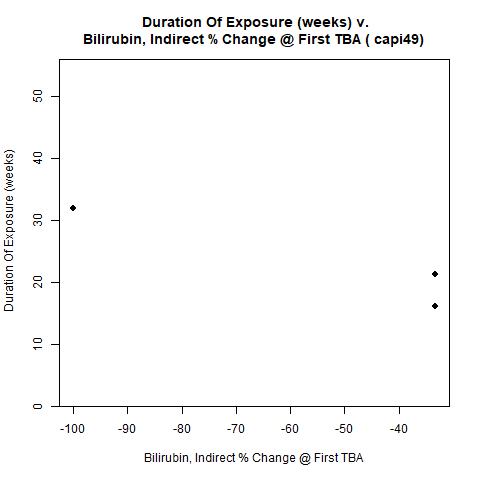 Duration Of Exposure (weeks) v.
Bilirubin, Indirect % Change @ First TBA ( capi49)
Duration Of Exposure (weeks)
50
40
30
20
10
0
-100 -90 -80 -70 -60 -50 -40
Bilirubin, Indirect % Change @ First TBA